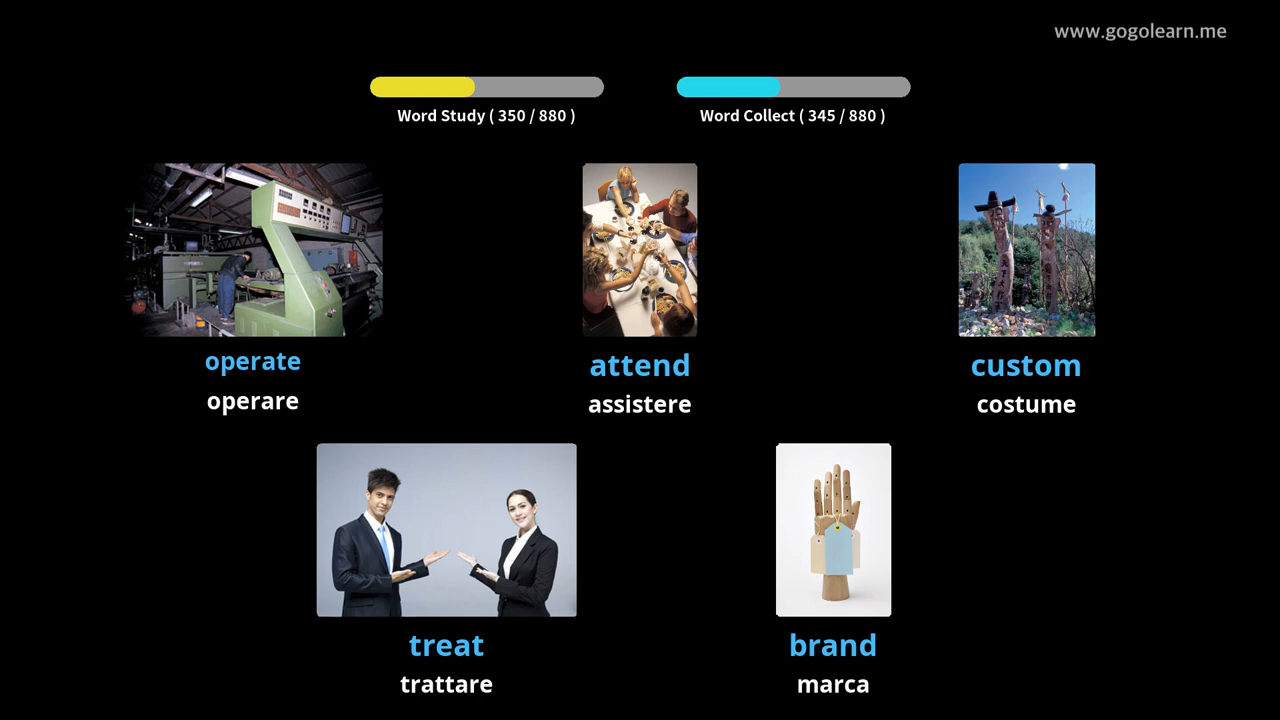 www.gogolearn.me
Word Study ( 350 / 880 )
Word Collect ( 345 / 880 )
operate
operare
attend
assistere
custom
costume
treat
trattare
brand
marca